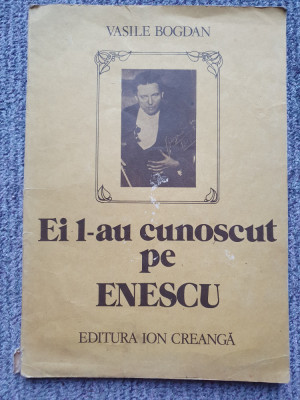 VASILE BOGDAN
Ei l-au cunoscut
pe
ENESCU
EDITURA ION CREANGĂ